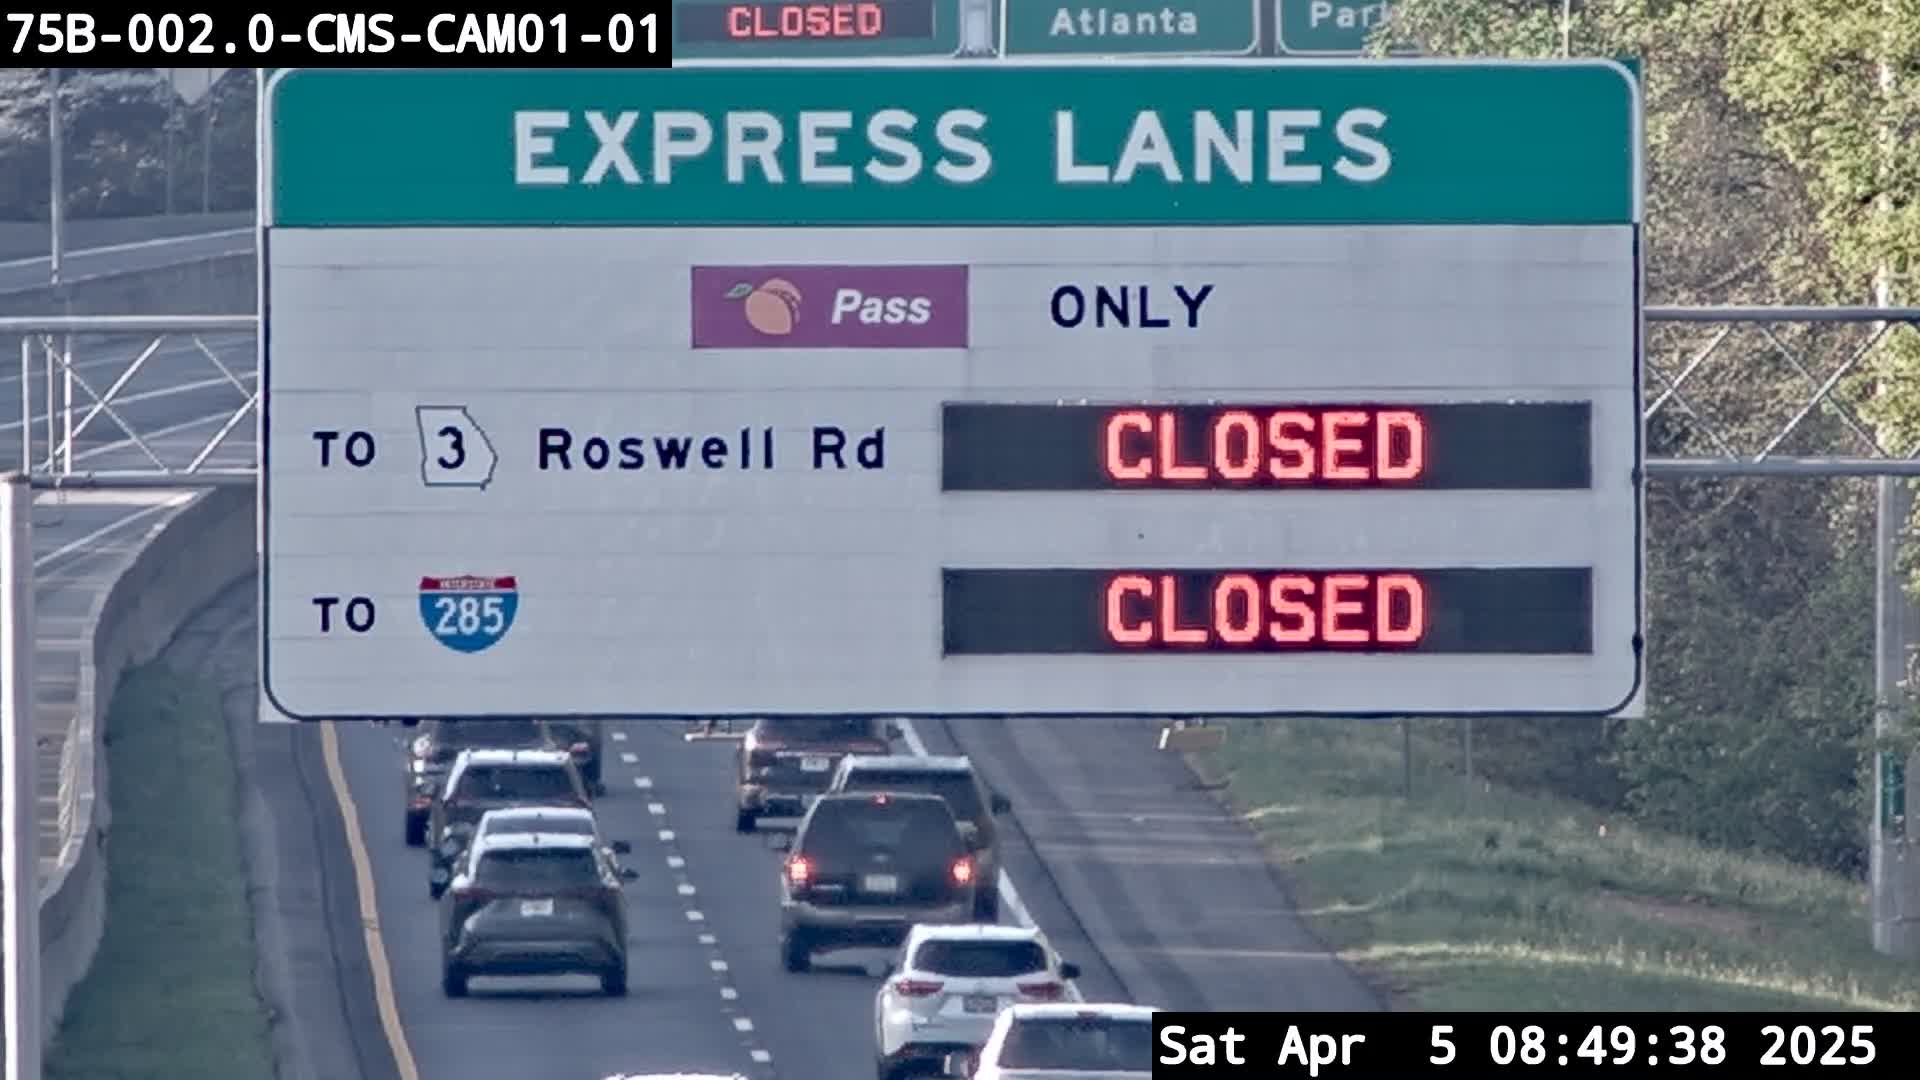 75B-002.0-CMS-CAM01-01
CLOSED
Atlanta
EXPRESS LANES
Pass ONLY
TO 3 Roswell Rd CLOSED
TO 285 CLOSED
Sat Apr 5 08:49:38 2025